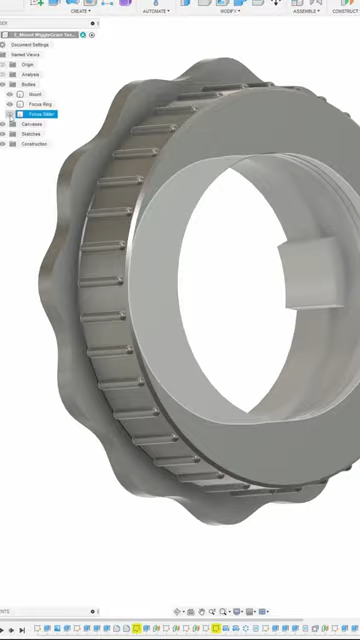 CREATE
AUTOMATE
MODIFY
ASSEMBLE
CONSTRUCT
Document Settings
Named Views
Origin
Analysis
Bodies
Mount
Focus Ring
Focus Slider
Canvases
Sketches
Construction